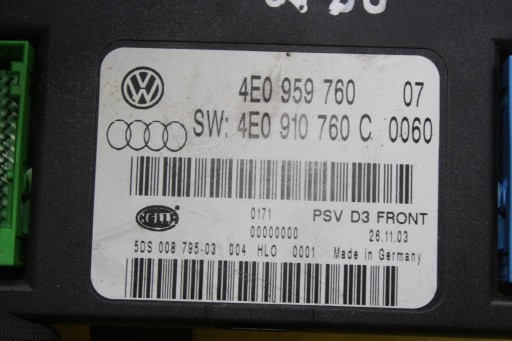 4E0 959 760 07
SW: 4E0 910 760 C 0060
HELLA
0171 PSV D3 FRONT
00000000 26.11.03
5DS 008 795-03 004 HLO 0001 Made in Germany